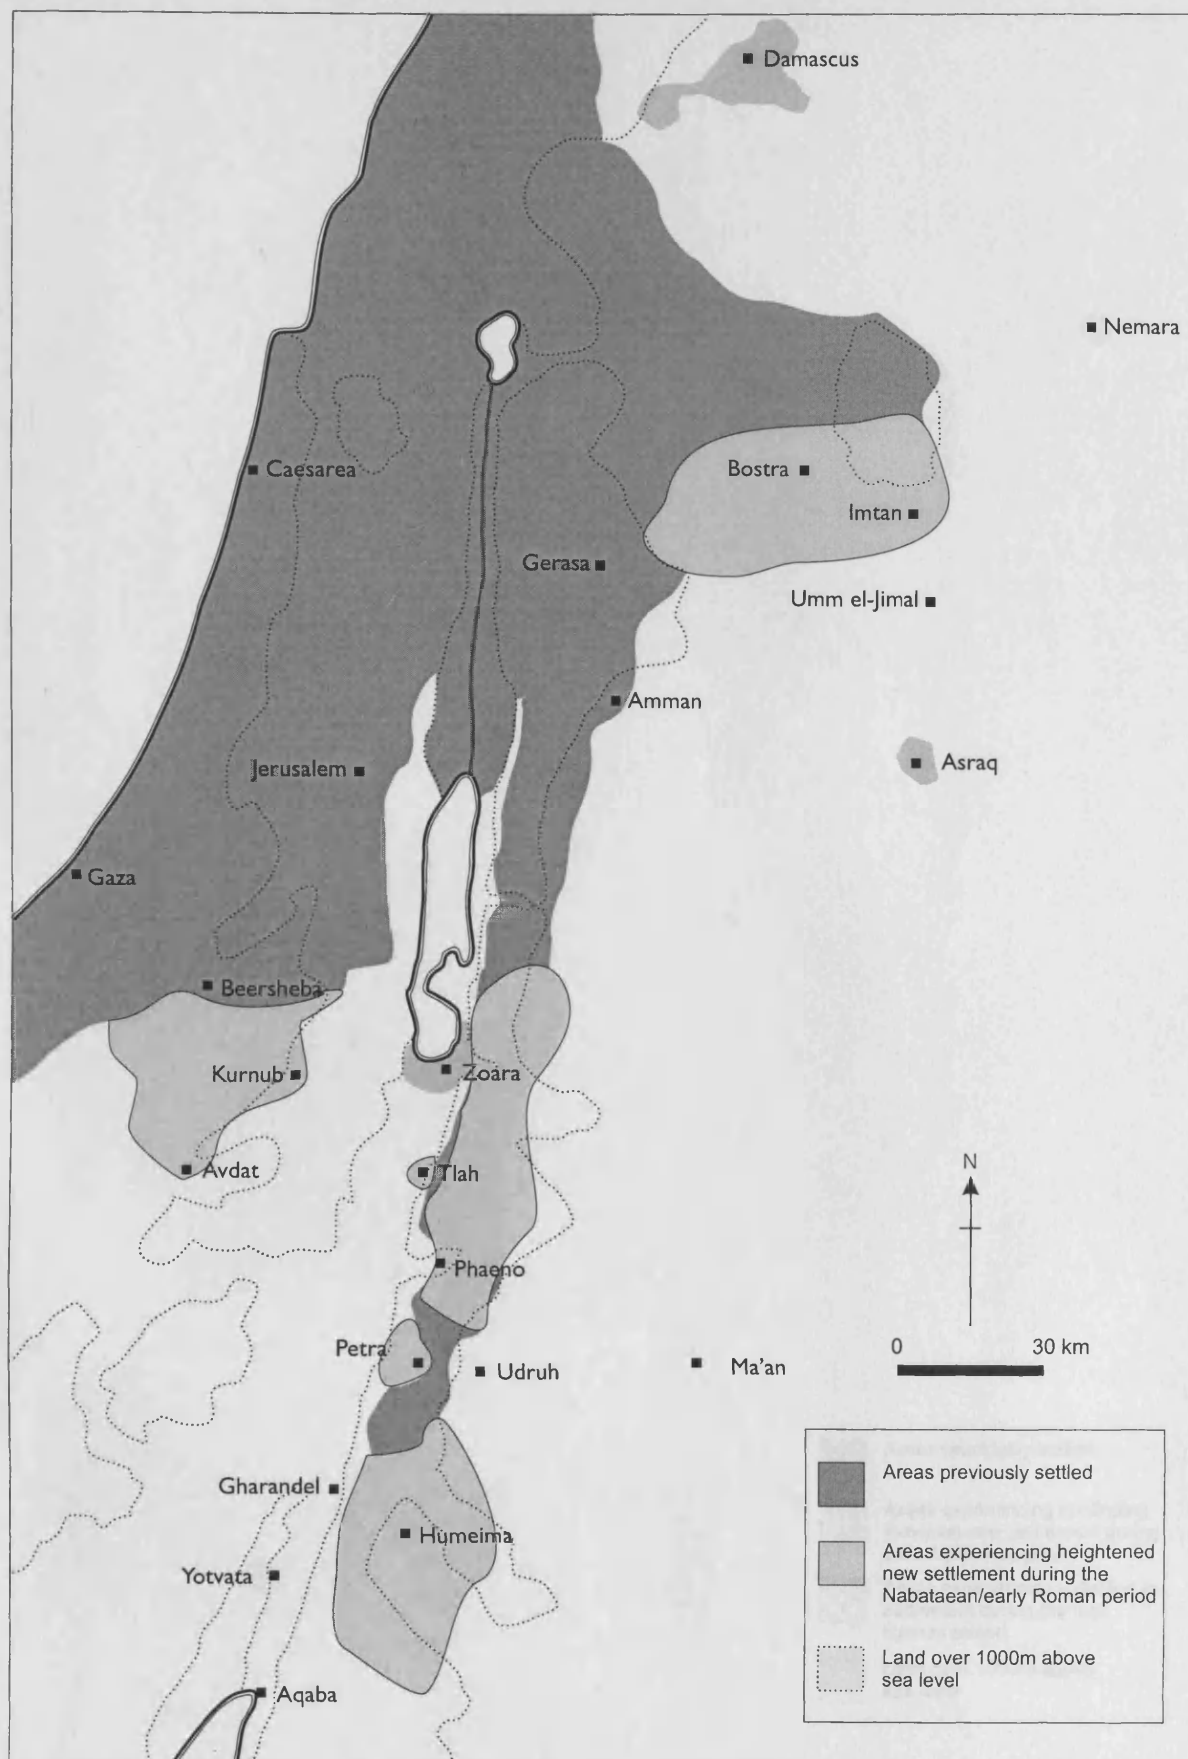 Damascus
Nemara
Caesarea
Bostra
Imtan
Gerasa
Umm el-Jimal
Amman
Jerusalem
Asraq
Gaza
Beersheba
Kurnub
Zoara
Avdat
Tlah
N
Phaeno
0 30 km
Petra
Udruh
Ma'an
Areas previously settled
Gharandel
Humeima
Areas experiencing heightened
new settlement during the
Nabataean/early Roman period
Yotvata
Land over 1000m above
sea level
Aqaba